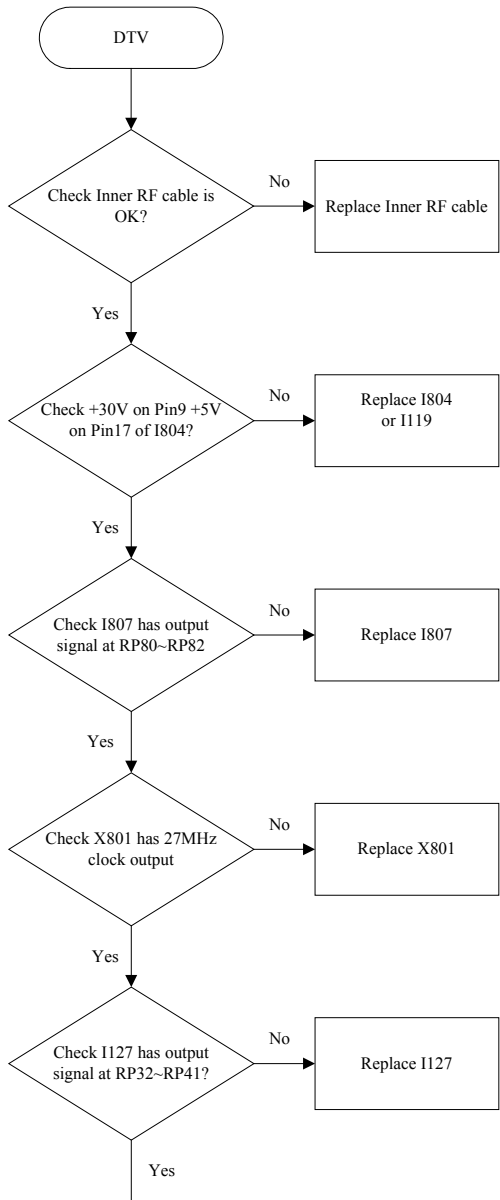 DTV
Check Inner RF cable is
OK?
No
Replace Inner RF cable
Yes
Check +30V on Pin9 +5V
on Pin17 of I804?
No
Replace I804
or I119
Yes
Check I807 has output
signal at RP80~RP82
No
Replace I807
Yes
Check X801 has 27MHz
clock output
No
Replace X801
Yes
Check I127 has output
signal at RP32~RP41?
No
Replace I127
Yes